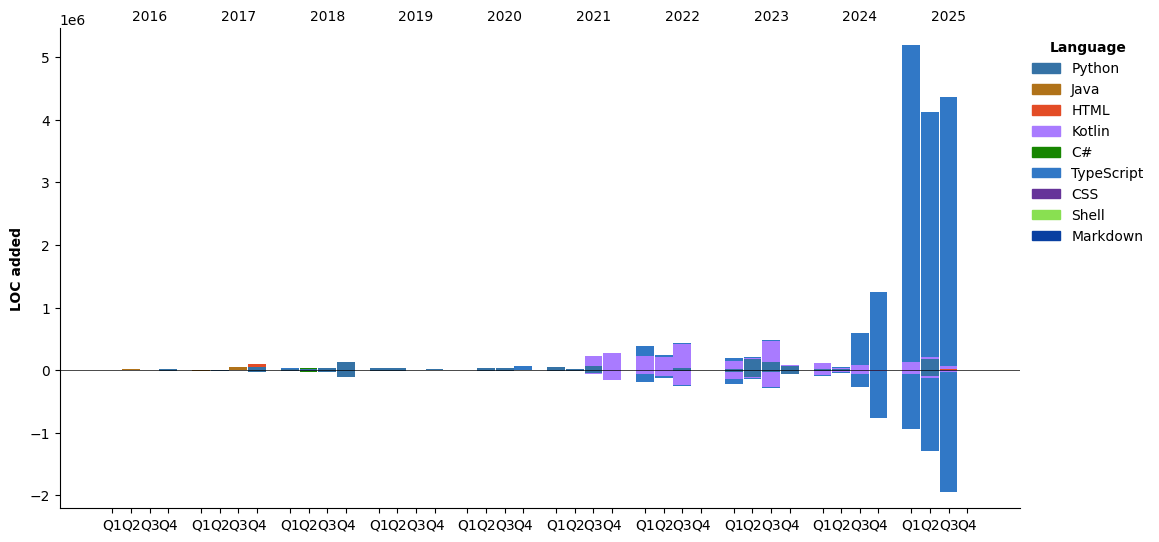 1e6
2016 2017 2018 2019 2020 2021 2022 2023 2024 2025
LOC added
5
4
3
2
1
0
−1
−2
Q1Q2Q3Q4 Q1Q2Q3Q4 Q1Q2Q3Q4 Q1Q2Q3Q4 Q1Q2Q3Q4 Q1Q2Q3Q4 Q1Q2Q3Q4 Q1Q2Q3Q4 Q1Q2Q3Q4 Q1Q2Q3Q4
Language
Python
Java
HTML
Kotlin
C#
TypeScript
CSS
Shell
Markdown